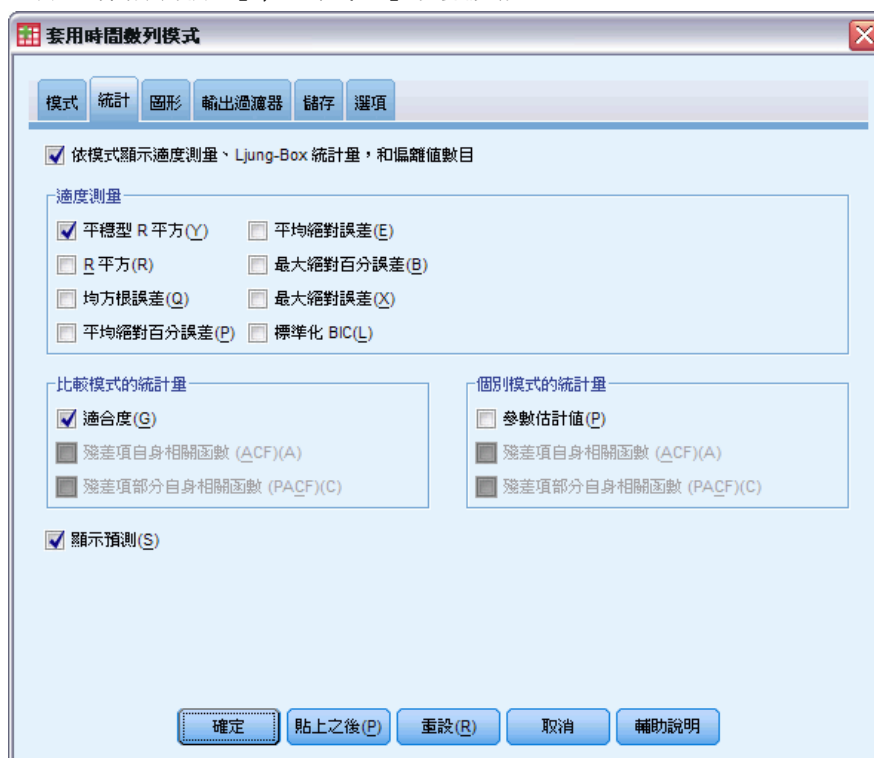 套用時間數列模式
模式 統計 圖形 輸出過濾器 儲存 選項
依模式顯示適度測量、Ljung-Box 統計量，和偏離值數目
適度測量
平穩型 R 平方(Y) 平均絕對誤差(E)
R 平方(R) 最大絕對百分誤差(B)
均方根誤差(Q) 最大絕對誤差(X)
平均絕對百分誤差(P) 標準化 BIC(L)
比較模式的統計量 個別模式的統計量
適合度(G) 參數估計值(P)
殘差項自身相關函數 (ACF)(A) 殘差項自身相關函數 (ACF)(A)
殘差項部分自身相關函數 (PACF)(C) 殘差項部分自身相關函數 (PACF)(C)
顯示預測(S)
確定 貼上之後(P) 重設(R) 取消 輔助說明